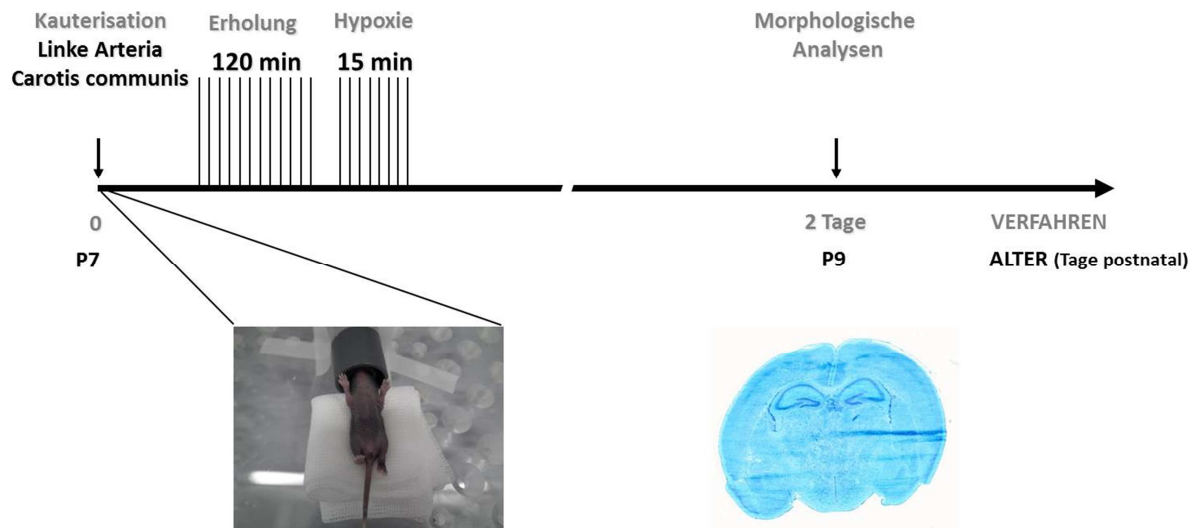 Kauterisation
Linke Arteria
Carotis communis
Erholung
120 min
Hypoxie
15 min
Morphologische
Analysen
0
2 Tage
VERFAHREN
P7
P9
ALTER (Tage postnatal)